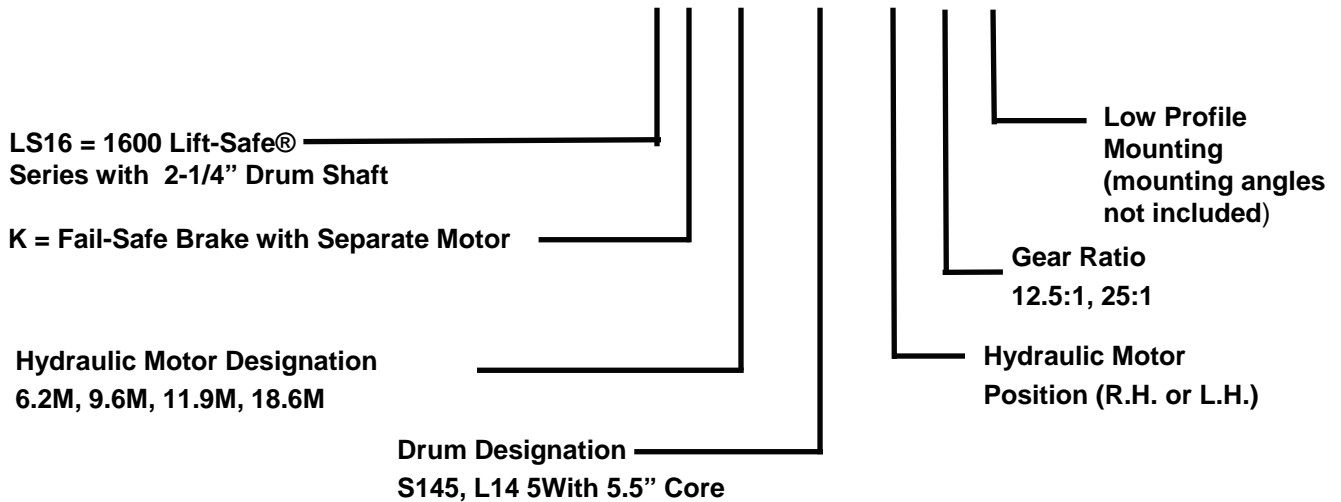 LS16 = 1600 Lift-Safe®
Series with 2-1/4” Drum Shaft
K = Fail-Safe Brake with Separate Motor
Hydraulic Motor Designation
6.2M, 9.6M, 11.9M, 18.6M
Drum Designation
S145, L14 5With 5.5” Core
Low Profile
Mounting
(mounting angles
not included)
Gear Ratio
12.5:1, 25:1
Hydraulic Motor
Position (R.H. or L.H.)